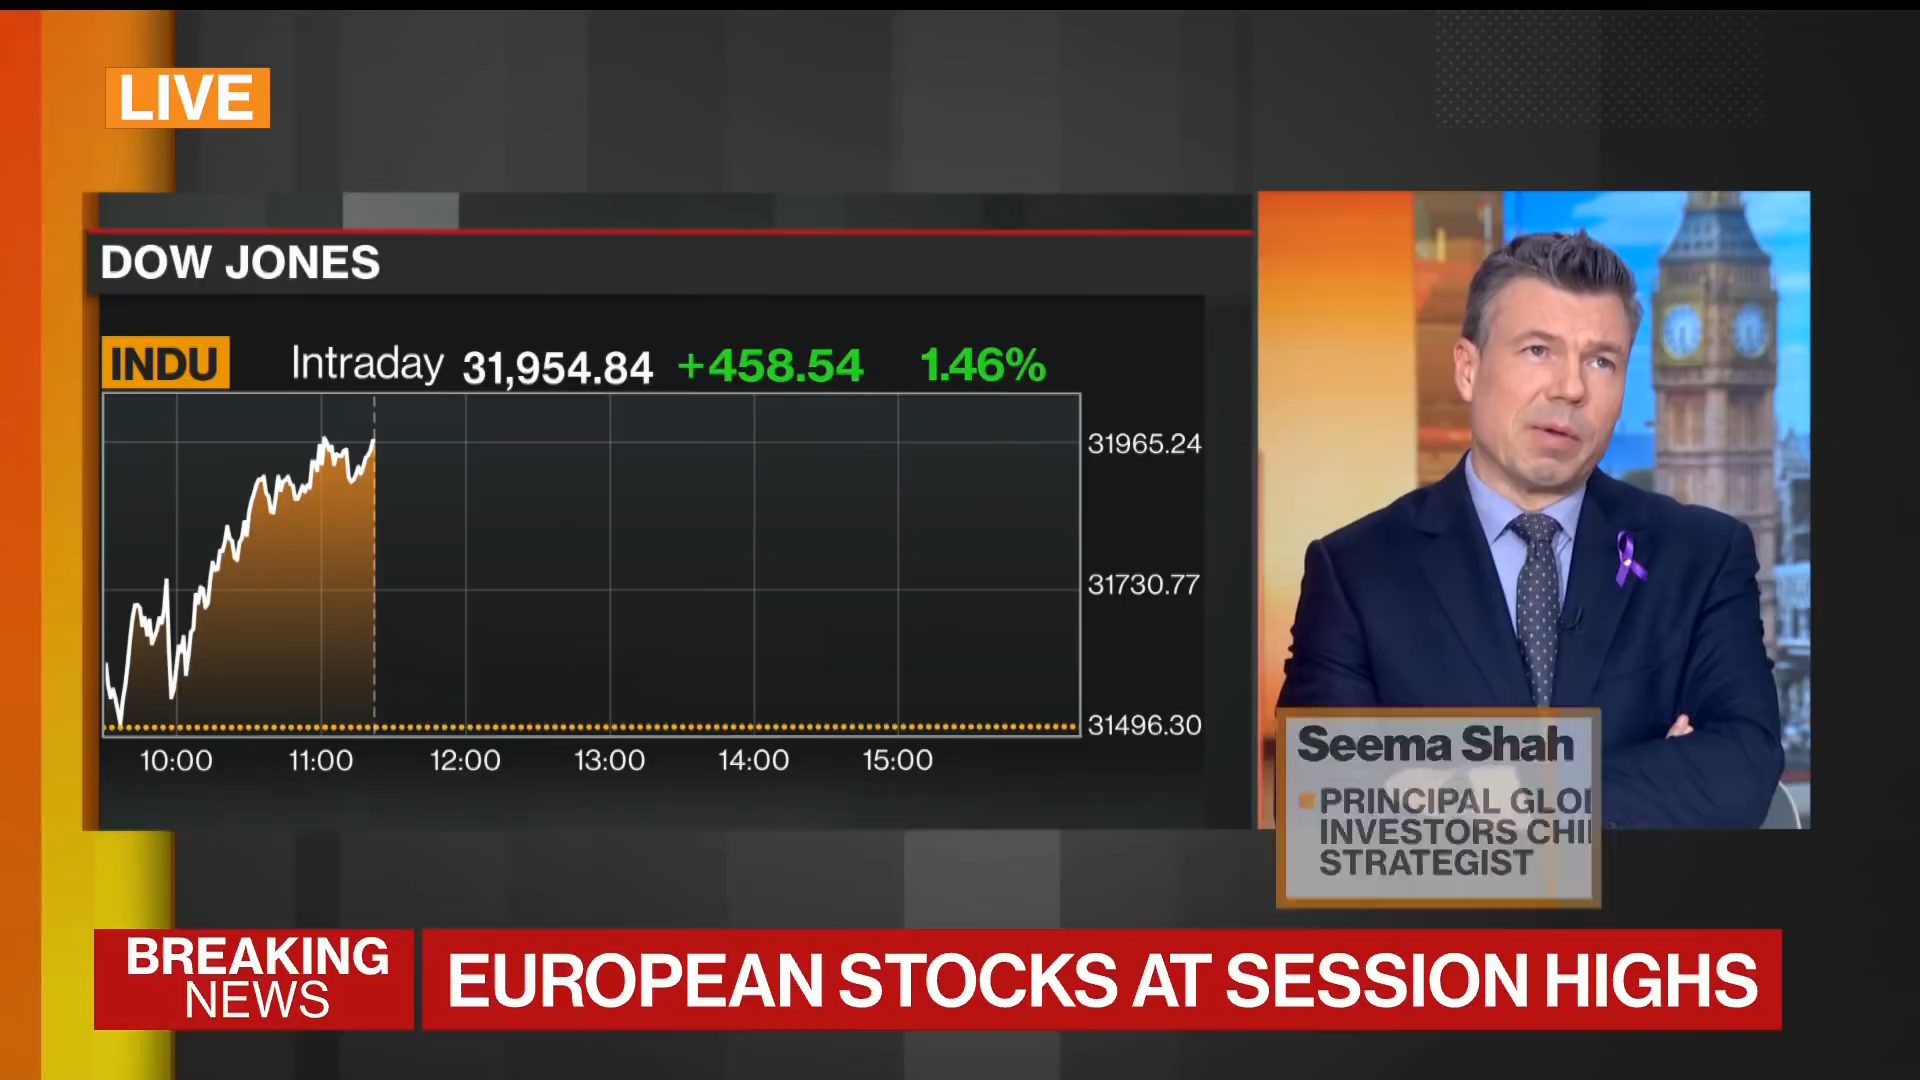 LIVE
DOW JONES
INDU Intraday 31,954.84 +458.54 1.46%
31965.24
31730.77
31496.30
10:00 11:00 12:00 13:00 14:00 15:00
Seema Shah
PRINCIPAL
INVESTORS
STRATEGIST
BREAKING
NEWS
EUROPEAN STOCKS AT SESSION HIGHS